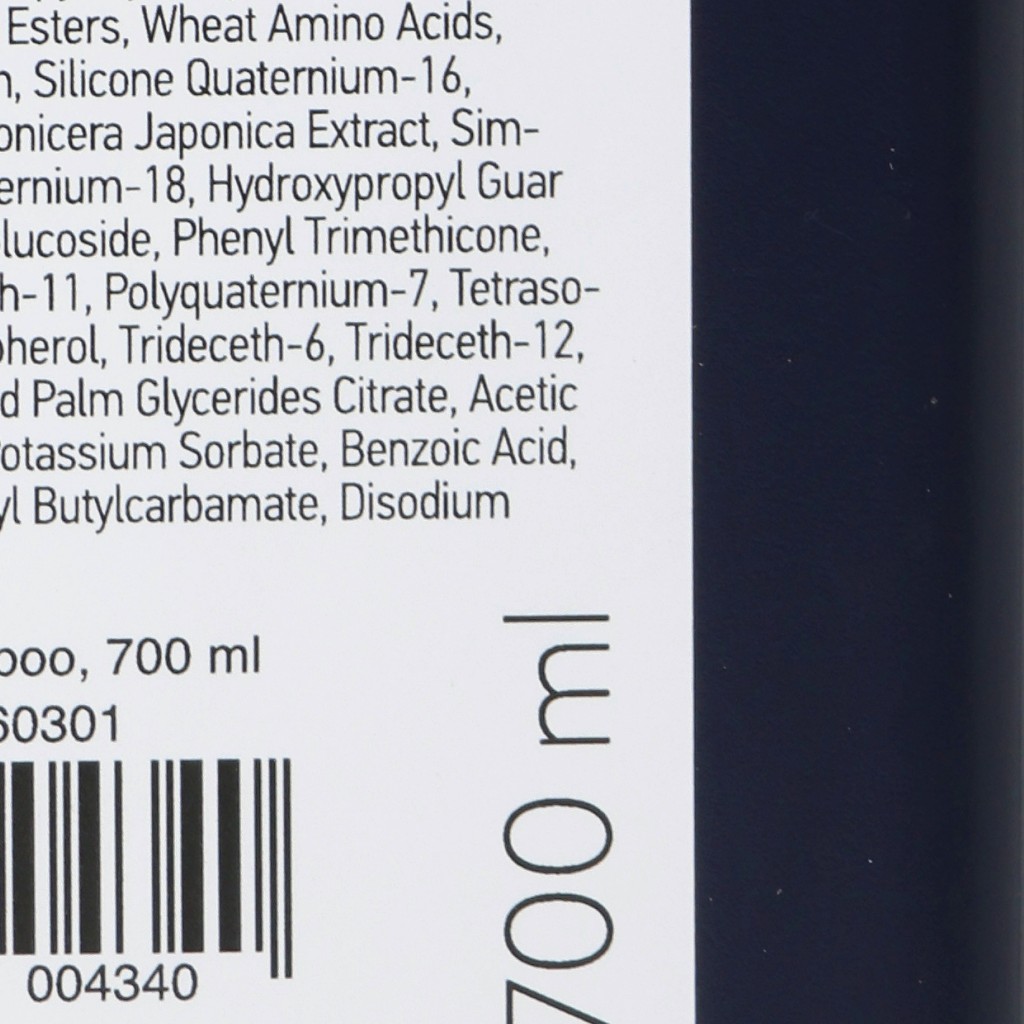 Esters, Wheat Amino Acids,
Silicone Quaternium-16,
Japonica Extract, Sim-
ernium-18, Hydroxypropyl Guar
lucoside, Phenyl Trimethicone,
h-11, Polyquaternium-7, Tetraso-
pherol, Trideceth-6, Trideceth-12,
d Palm Glycerides Citrate, Acetic
otassium Sorbate, Benzoic Acid,
yl Butylcarbamate, Disodium
poo, 700 ml
60301
004340
700 ml